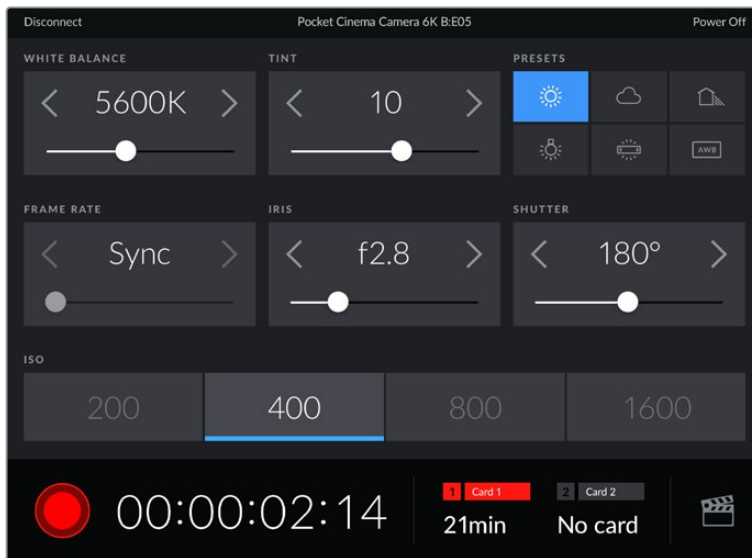 Disconnect Pocket Cinema Camera 6K B:E05 Power Off
WHITE BALANCE TINT PRESETS
5600K 10
AWB
FRAME RATE IRIS SHUTTER
Sync f2.8 180°
ISO
200 400 800 1600
1 Card 1 2 Card 2
00:00:02:14 21min No card